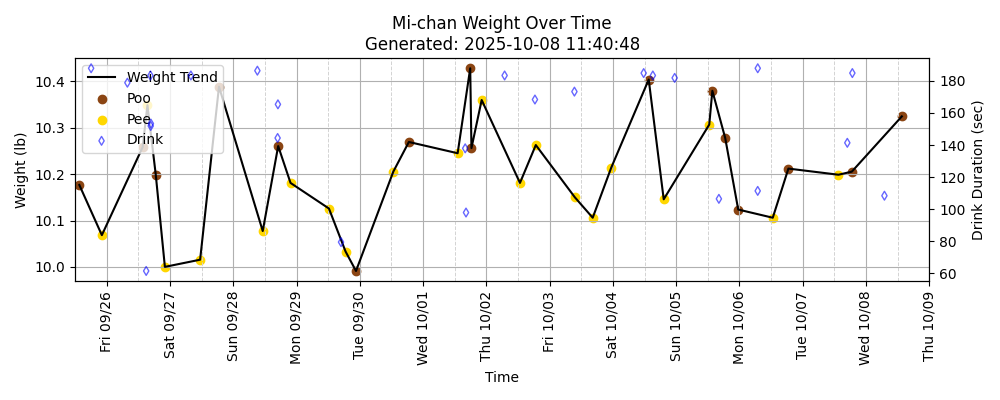 Mi-chan Weight Over Time
Generated: 2025-10-08 11:40:48
Weight Trend
Poo
Pee
Drink
Weight (lb)
10.4
10.3
10.2
10.1
10.0
Drink Duration (sec)
180
160
140
120
100
80
60
Fri 09/26
Sat 09/27
Sun 09/28
Mon 09/29
Tue 09/30
Wed 10/01
Thu 10/02
Fri 10/03
Sat 10/04
Sun 10/05
Mon 10/06
Tue 10/07
Wed 10/08
Thu 10/09
Time